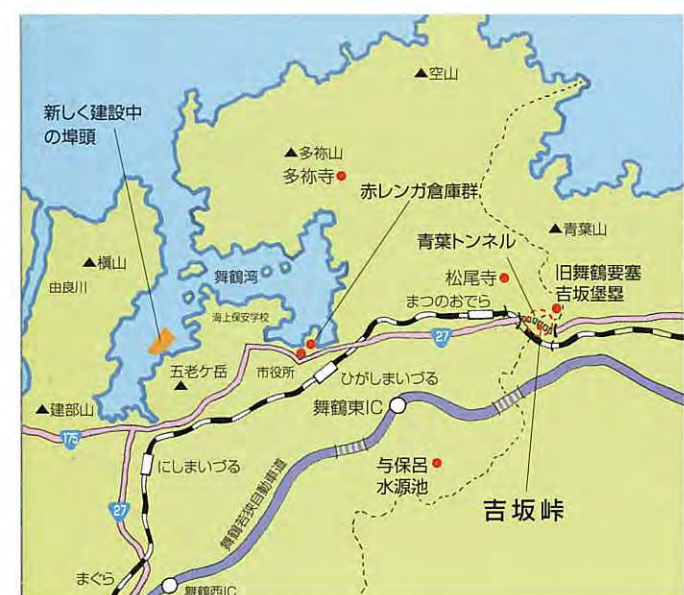 ▲空山
新しく建設中
の埠頭
▲多祢山
多祢寺
赤レンガ倉庫群
青葉トンネル
▲青葉山
松尾寺
旧舞鶴要塞
吉坂堡塁
▲槇山
由良川
舞鶴湾
海上保安学校
まつのおでら
27
五老ケ岳
▲
市役所
ひがしまいづる
舞鶴東IC
▲建部山
175
にしまいづる
舞鶴若狭自動車道
与保呂
水源池
吉坂峠
27
まぐら
舞鶴西IC